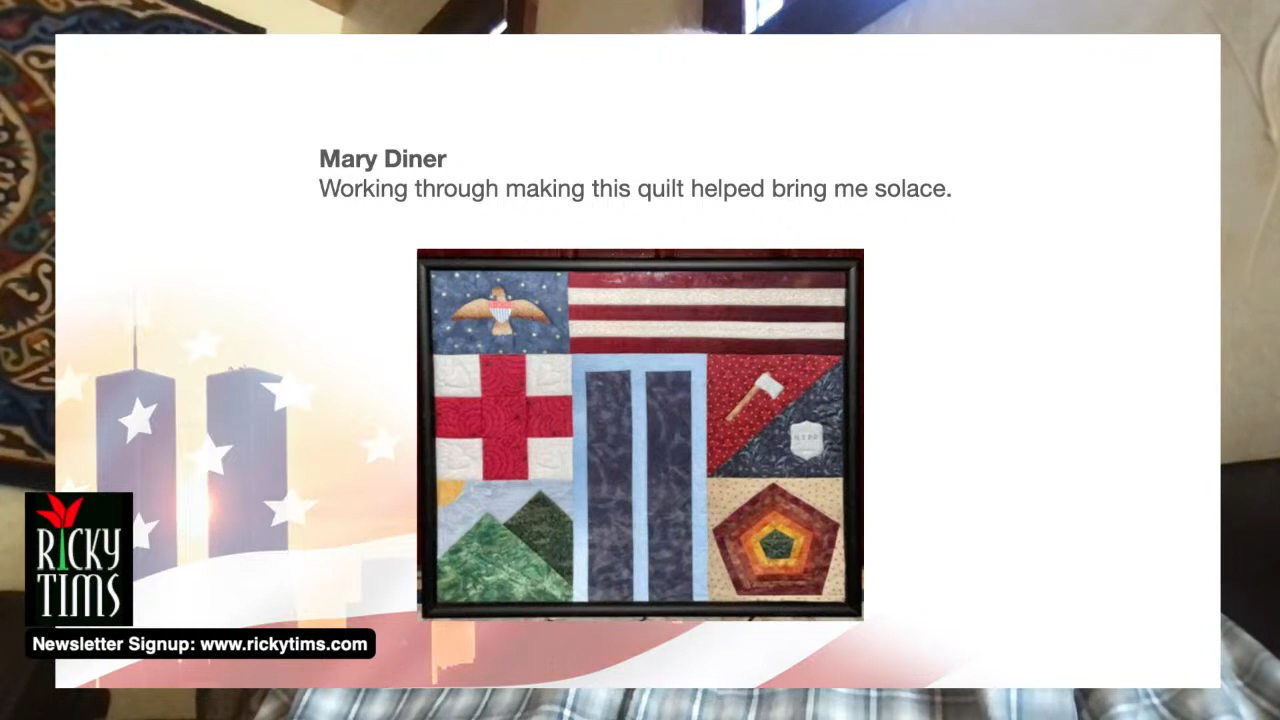 Mary Diner
Working through making this quilt helped bring me solace.
RICKY
TIMS
Newsletter Signup: www.rickytims.com